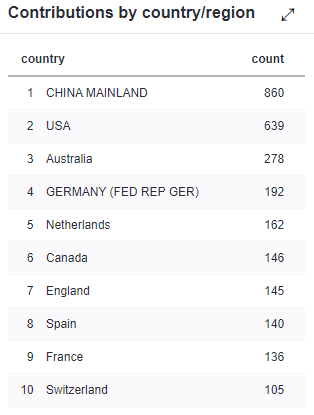 Contributions by country/region
country count
1 CHINA MAINLAND 860
2 USA 639
3 Australia 278
4 GERMANY (FED REP GER) 192
5 Netherlands 162
6 Canada 146
7 England 145
8 Spain 140
9 France 136
10 Switzerland 105